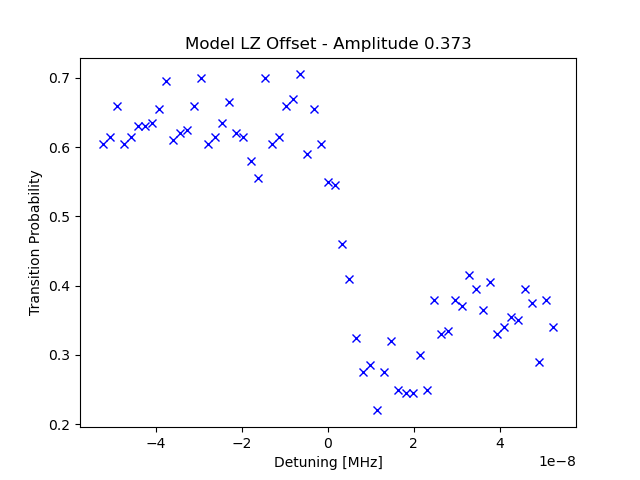 Model LZ Offset - Amplitude 0.373
Transition Probability
0.7
0.6
0.5
0.4
0.3
0.2
−4
−2
0
2
4
1e−8
Detuning [MHz]